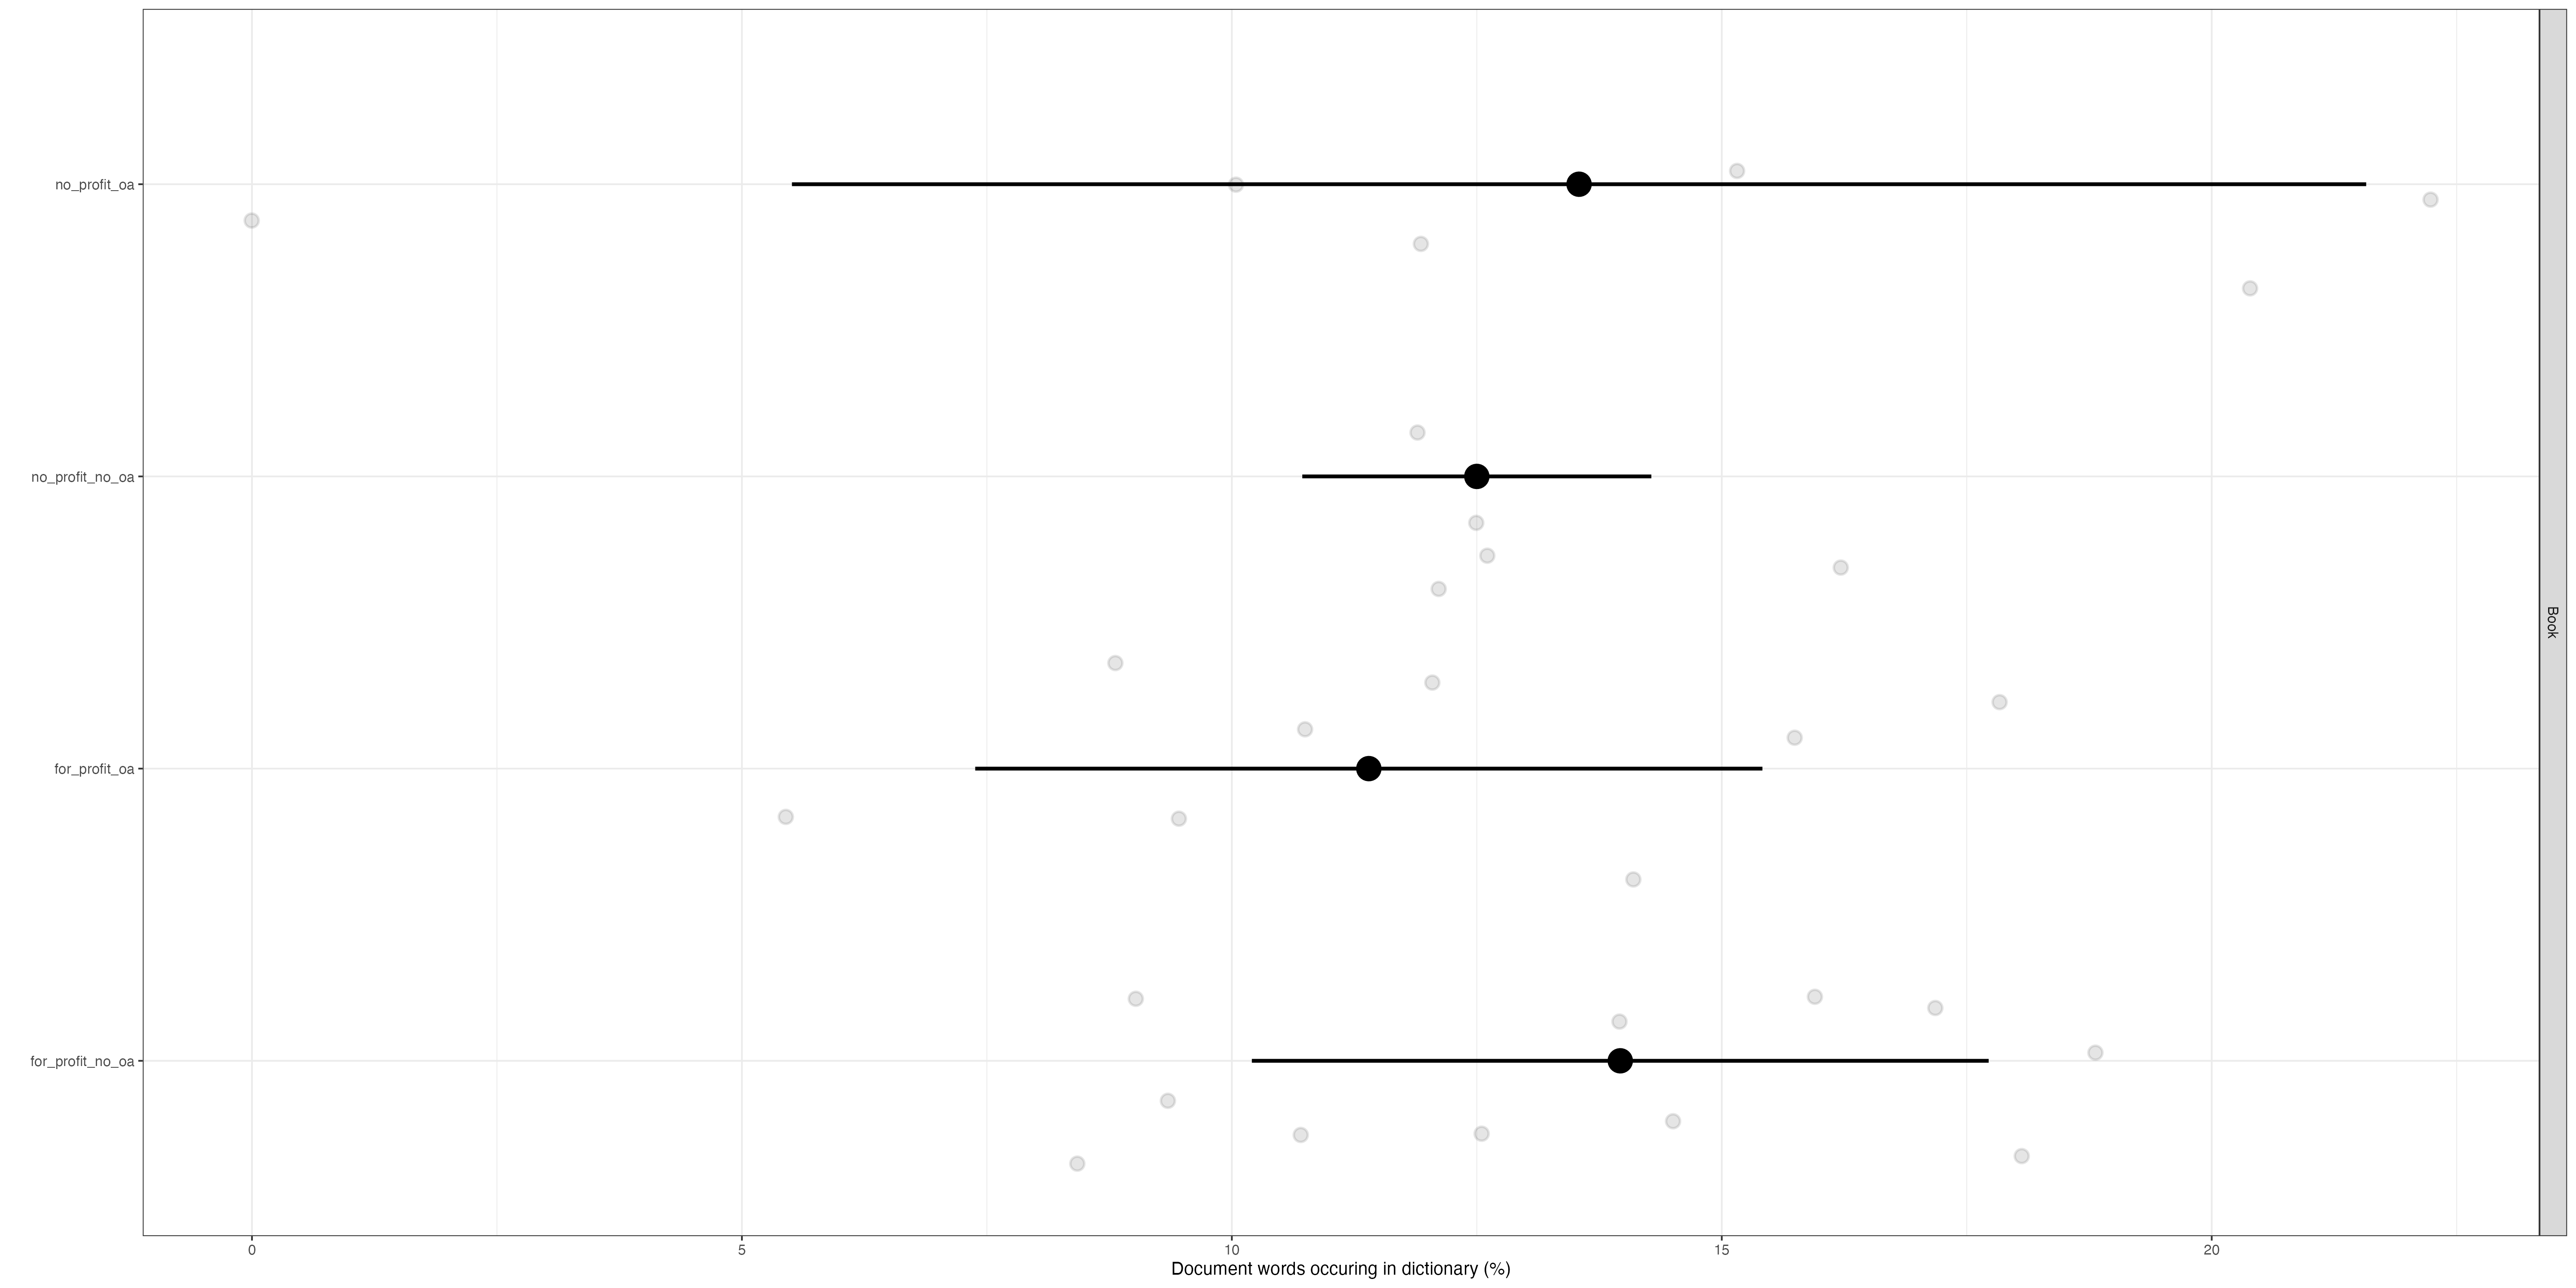 no_profit_oa
no_profit_no_oa
for_profit_oa
for_profit_no_oa
Book
0 5 10 15 20
Document words occuring in dictionary (%)